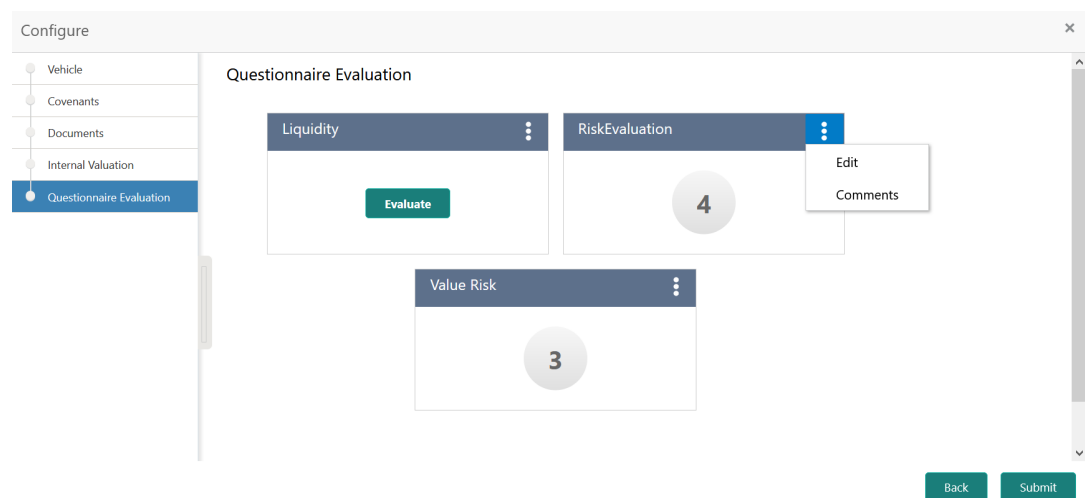 Configure
×
Vehicle
Covenants
Documents
Internal Valuation
Questionnaire Evaluation
Questionnaire Evaluation
Liquidity
Evaluate
RiskEvaluation
Edit
Comments
4
Value Risk
3
Back
Submit